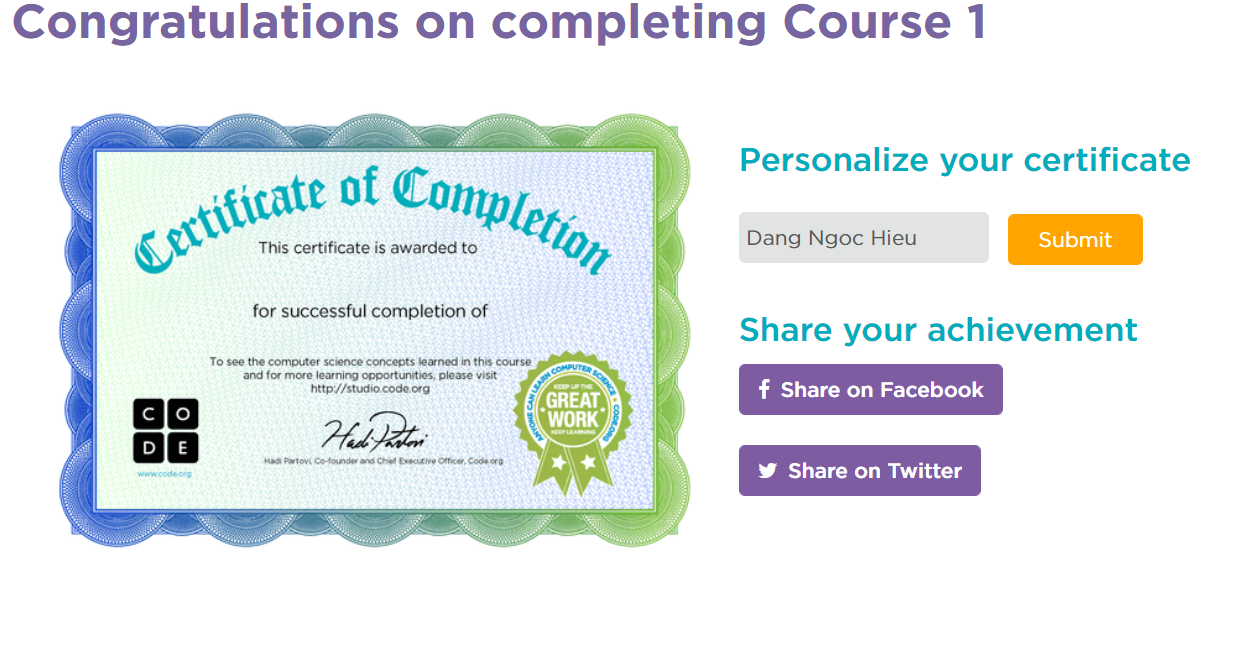 Congratulations on completing Course 1
Certificate of Completion
This certificate is awarded to
for successful completion of
To see the computer science concepts learned in this course
and for more learning opportunities, please visit
http://studio.code.org
C O
D E
www.code.org
Hadi Partovi
Hadi Partovi, Co-founder and Chief Executive Officer, Code.org
ANYONE CAN LEARN COMPUTER SCIENCE • CODE.ORG
KEEP UP THE
GREAT
WORK
KEEP LEARNING
Personalize your certificate
Dang Ngoc Hieu
Submit
Share your achievement
Share on Facebook
Share on Twitter